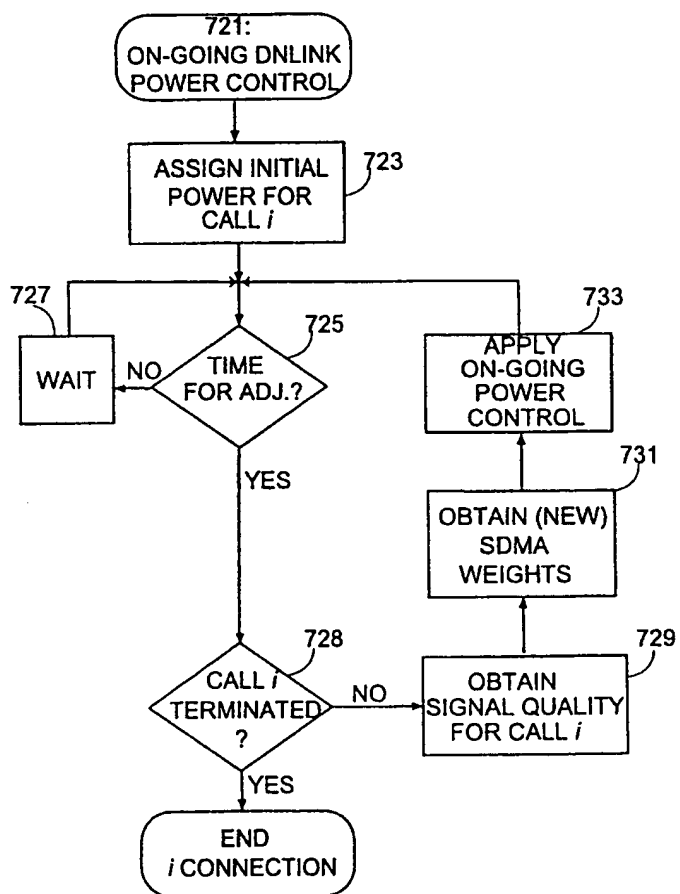 721:
ON-GOING DNLINK
POWER CONTROL
ASSIGN INITIAL
POWER FOR
CALL i
723
727
WAIT
NO
725
TIME
FOR ADJ.?
YES
733
APPLY
ON-GOING
POWER
CONTROL
731
OBTAIN (NEW)
SDMA
WEIGHTS
728
CALL i
TERMINATED
?
NO
729
OBTAIN
SIGNAL QUALITY
FOR CALL i
YES
END
i CONNECTION